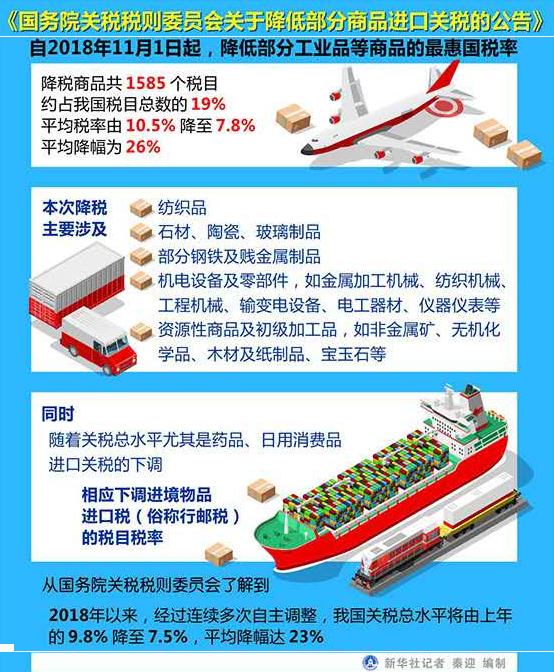 《国务院关税税则委员会关于降低部分商品进口关税的公告》
自2018年11月1日起，降低部分工业品等商品的最惠国税率
降税商品共 1585 个税目
约占我国税目总数的 19%
平均税率由 10.5% 降至 7.8%
平均降幅为 26%
本次降税
主要涉及
纺织品
石材、陶瓷、玻璃制品
部分钢铁及贱金属制品
机电设备及零部件，如金属加工机械、纺织机械、
工程机械、输变电设备、电工器材、仪器仪表等
资源性商品及初级加工品，如非金属矿、无机化
学品、木材及纸制品、宝玉石等
同时
随着关税总水平尤其是药品、日用消费品
进口关税的下调
相应下调进境物品
进口税（俗称行邮税）
的税目税率
从国务院关税税则委员会了解到
2018年以来，经过连续多次自主调整，我国关税总水平将由上年
的 9.8% 降至 7.5%，平均降幅达 23%
新华社记者 秦迎 编制